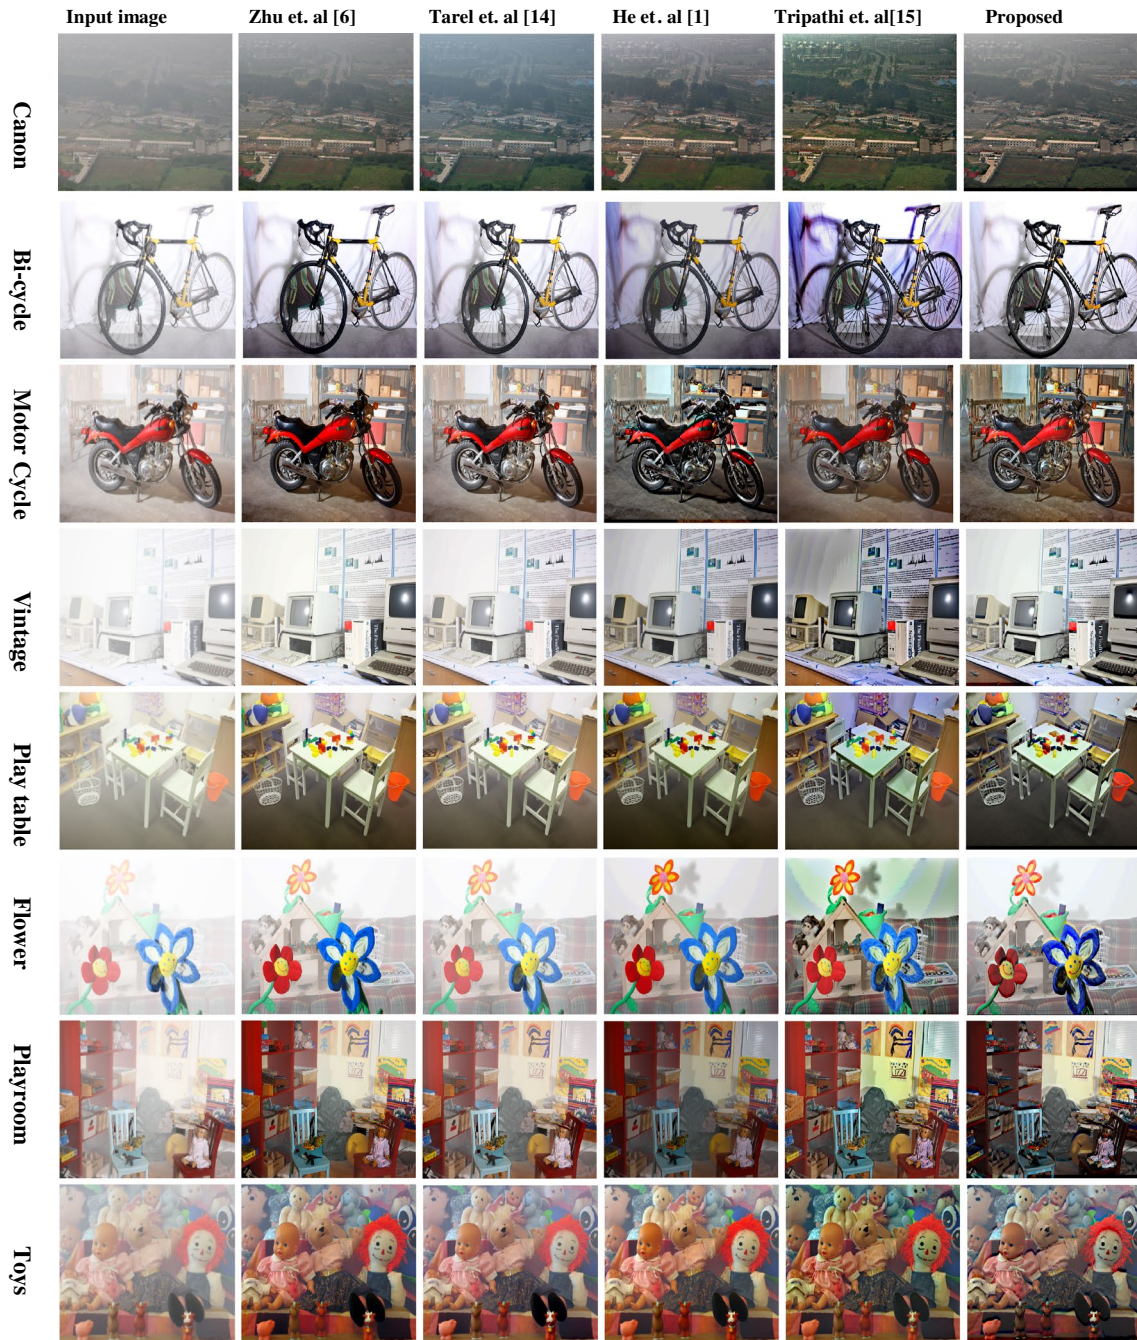 Input image
Zhu et. al [6]
Tarel et. al [14]
He et. al [1]
Tripathi et. al[15]
Proposed
Canon
Bi-cycle
Motor Cycle
Vintage
Play table
Flower
Playroom
Toys